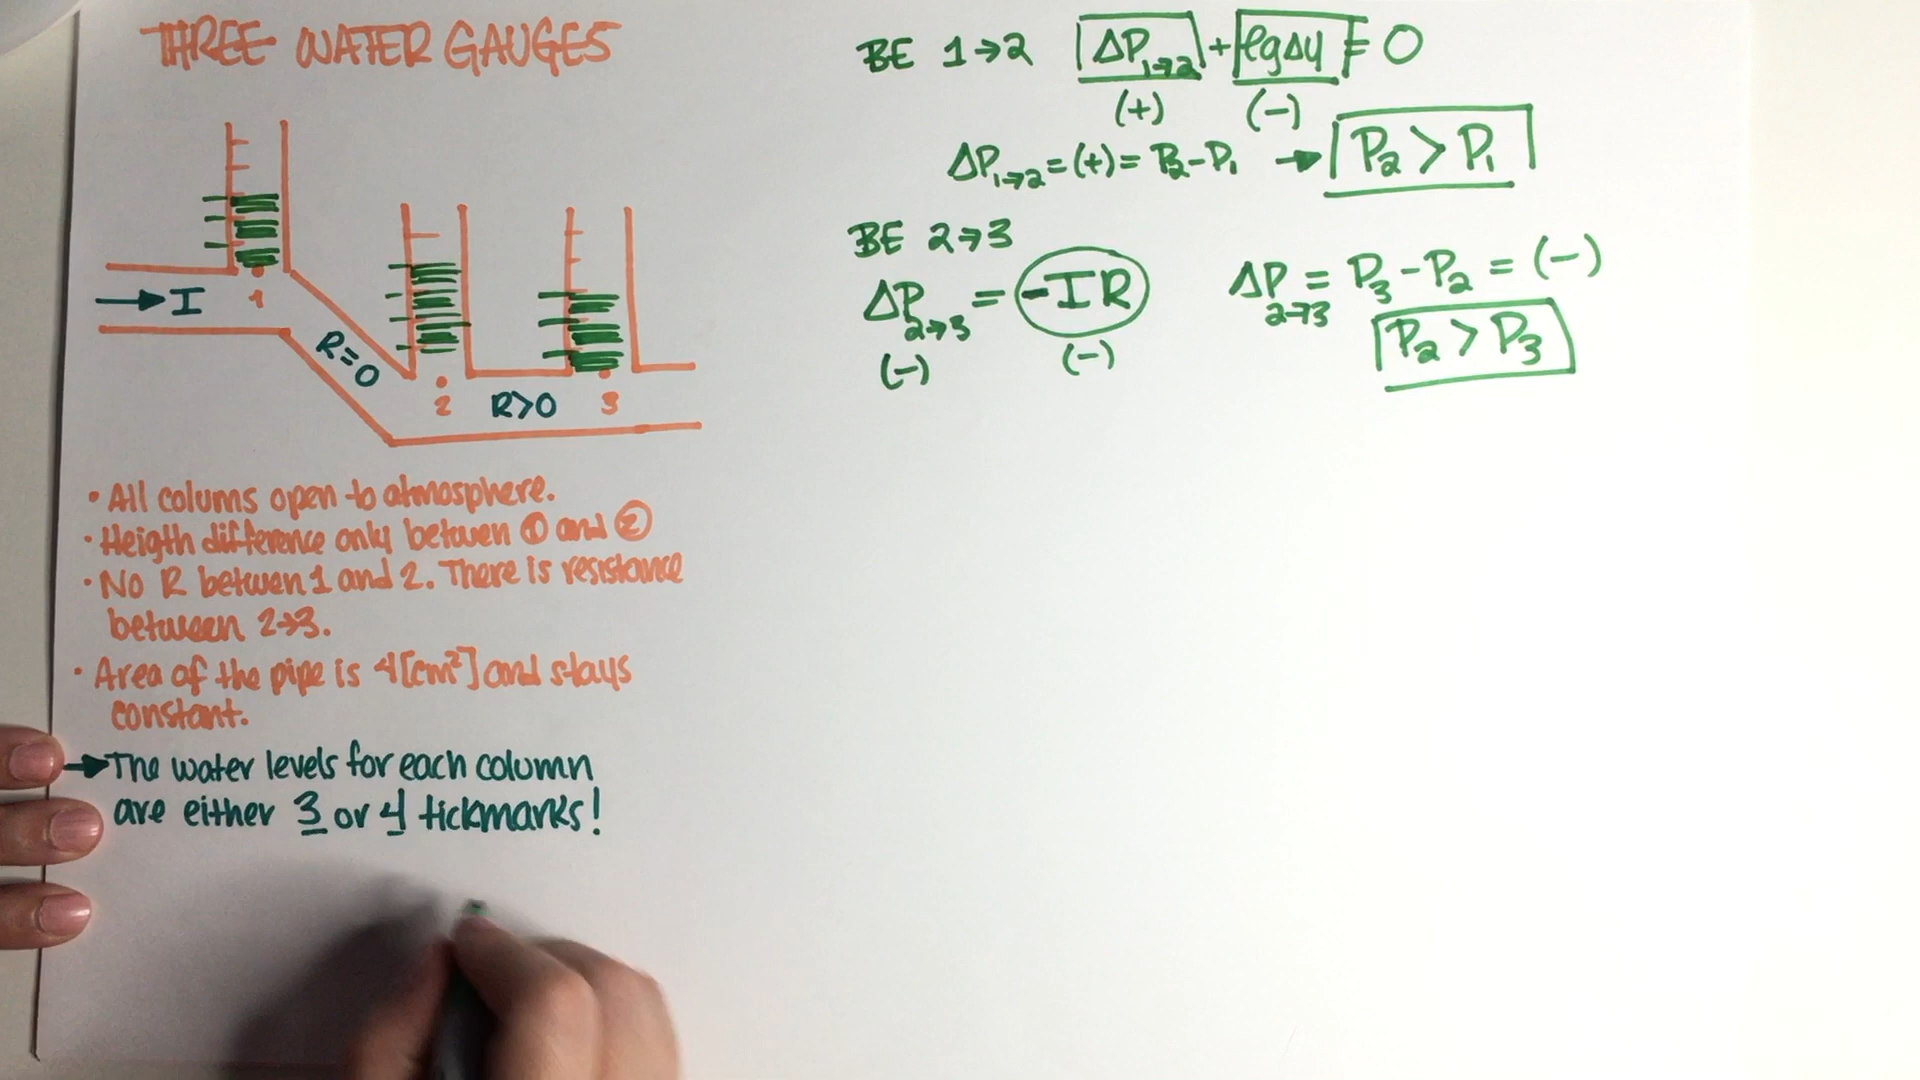 THREE WATER GAUGES
I
1
R=0
2
R>0
3
• All colums open to atmosphere.
• Heigth difference only betwen ① and ②
• No R betwen 1 and 2. There is resistance
between 2→3.
• Area of the pipe is 4[cm²] and stays
constant.
→ The water levels for each column
are either 3 or 4 tickmarks!
BE 1→2 ΔP1→2 + ρgΔy = 0
(+) (-)
ΔP1→2 = (+) = P2-P1 → P2 > P1
BE 2→3
ΔP2→3 = -IR
(-) (-)
ΔP2→3 = P3-P2 = (-)
P2 > P3